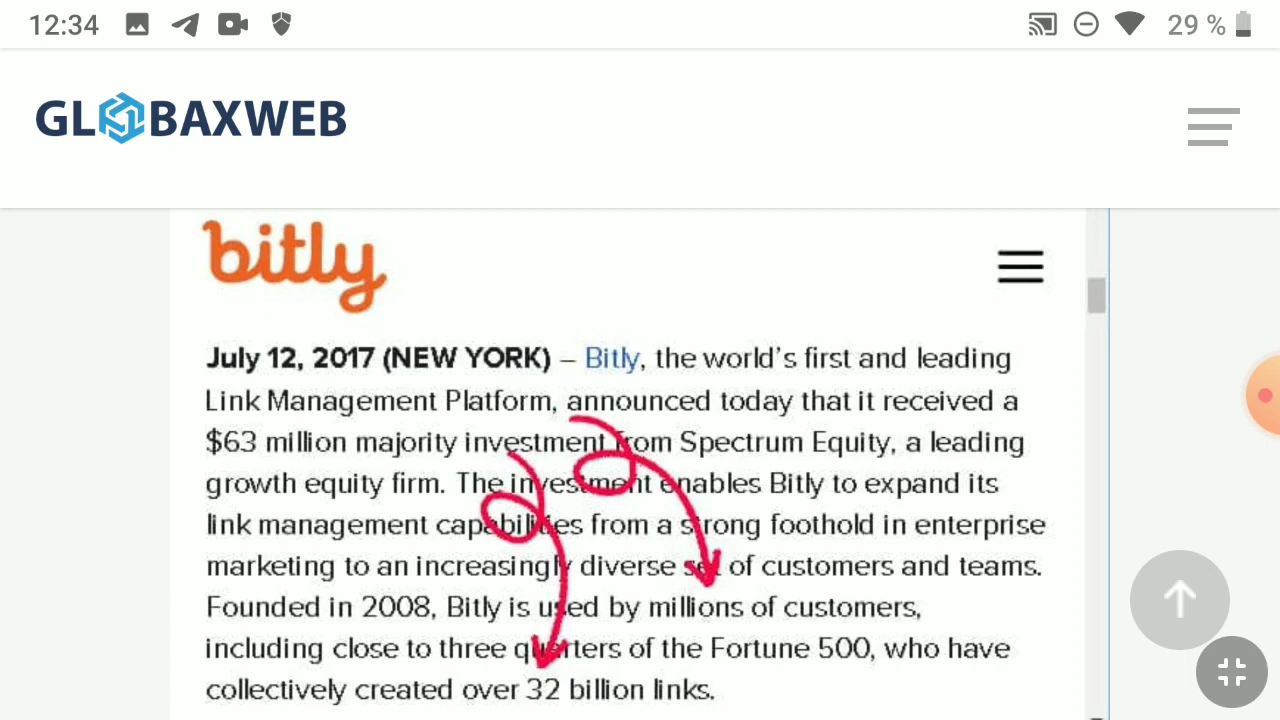 12:34
29 %
GLOBAXWEB
bitly
July 12, 2017 (NEW YORK) – Bitly, the world's first and leading
Link Management Platform, announced today that it received a
$63 million majority investment from Spectrum Equity, a leading
growth equity firm. The investment enables Bitly to expand its
link management capabilities from a strong foothold in enterprise
marketing to an increasingly diverse set of customers and teams.
Founded in 2008, Bitly is used by millions of customers,
including close to three quarters of the Fortune 500, who have
collectively created over 32 billion links.